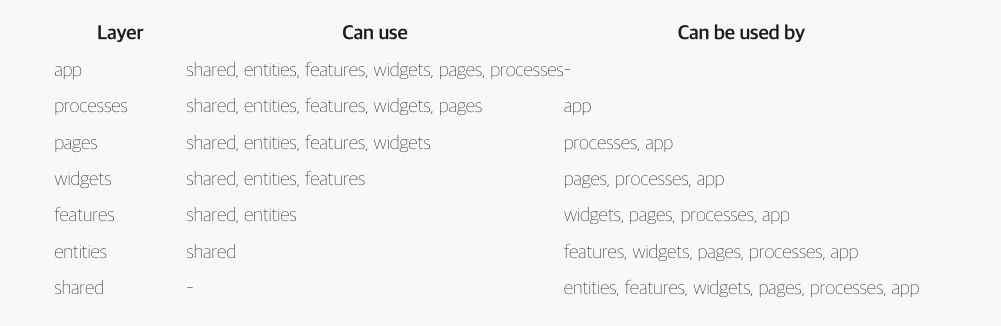 Layer Can use Can be used by
app shared, entities, features, widgets, pages, processes -
processes shared, entities, features, widgets, pages app
pages shared, entities, features, widgets processes, app
widgets shared, entities, features pages, processes, app
features shared, entities widgets, pages, processes, app
entities shared features, widgets, pages, processes, app
shared - entities, features, widgets, pages, processes, app